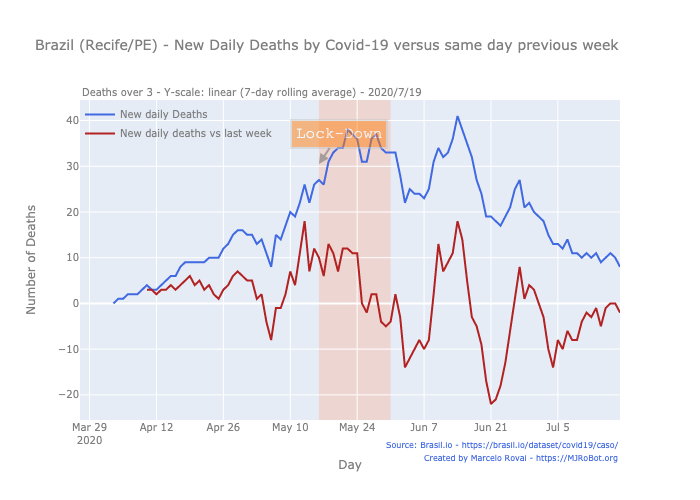 Brazil (Recife/PE) - New Daily Deaths by Covid-19 versus same day previous week
Deaths over 3 - Y-scale: linear (7-day rolling average) - 2020/7/19
New daily Deaths
New daily deaths vs last week
Lock-Down
Number of Deaths
40
30
20
10
0
−10
−20
Mar 29
2020
Apr 12
Apr 26
May 10
May 24
Jun 7
Jun 21
Jul 5
Day
Source: Brasil.io - https://brasil.io/dataset/covid19/caso/
Created by Marcelo Rovai - https://MJRoBot.org